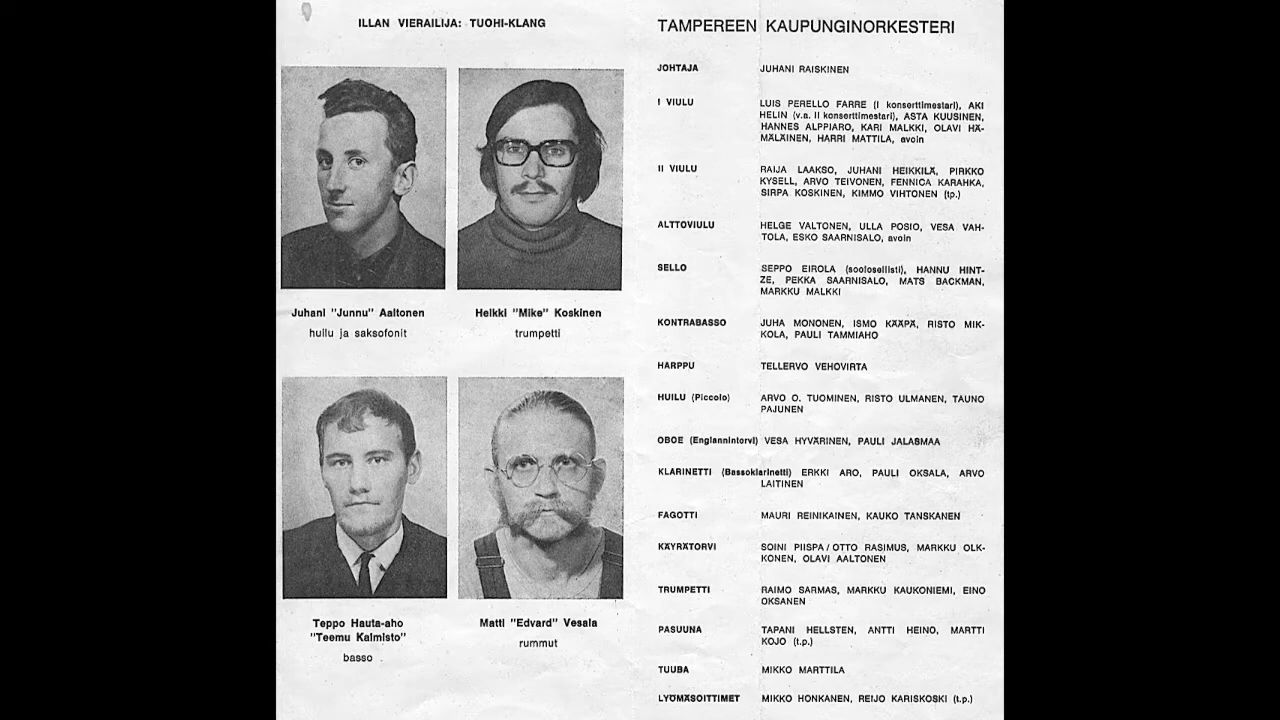 ILLAN VIERAILIJA: TUOHI-KLANG
Juhani "Junnu" Aaltonen
huilu ja saksofonit
Heikki "Mike" Koskinen
trumpetti
Teppo Hauta-aho
"Teemu Kalmisto"
basso
Matti "Edvard" Vesala
rummut
TAMPEREEN KAUPUNGINORKESTERI
JOHTAJA JUHANI RAISKINEN
I VIULU LUIS PERELLO FARRE (I konserttimestari), AKI
HELIN (v.a. II konserttimestari), ASTA KUUSINEN,
HANNES ALPPIARO, KARI MALKKI, OLAVI HÄ-
MÄLÄINEN, HARRI MATTILA, avoin
II VIULU RAIJA LAAKSO, JUHANI HEIKKILÄ, PIRKKO
KYSELL, ARVO TEIVONEN, FENNICA KARAHKA,
SIRPA KOSKINEN, KIMMO VIHTONEN (tp.)
ALTTOVIULU HELGE VALTONEN, ULLA POSIO, VESA VAH-
TOLA, ESKO SAARNISALO, avoin
SELLO SEPPO EIROLA (soolosellisti), HANNU HINT-
ZE, PEKKA SAARNISALO, MATS BACKMAN,
MARKKU MALKKI
KONTRABASSO JUHA MONONEN, ISMO KÄÄPÄ, RISTO MIK-
KOLA, PAULI TAMMIAHO
HARPPU TELLERVO VEHOVIRTA
HUILU (Piccolo) ARVO O. TUOMINEN, RISTO ULMANEN, TAUNO
PAJUNEN
OBOE (Englannintorvi) VESA HYVÄRINEN, PAULI JALASMAA
KLARINETTI (Bassoklarinetti) ERKKI ARO, PAULI OKSALA, ARVO
LAITINEN
FAGOTTI MAURI REINIKAINEN, KAUKO TANSKANEN
KÄYRÄTORVI SOINI PIISPA / OTTO RASIMUS, MARKKU OLK-
KONEN, OLAVI AALTONEN
TRUMPETTI RAIMO SARMAS, MARKKU KAUKONIEMI, EINO
OKSANEN
PASUUNA TAPANI HELLSTEN, ANTTI HEINO, MARTTI
KOJO (t.p.)
TUUBA MIKKO MARTTILA
LYÖMÄSOITTIMET MIKKO HONKANEN, REIJO KARISKOSKI (t.p.)